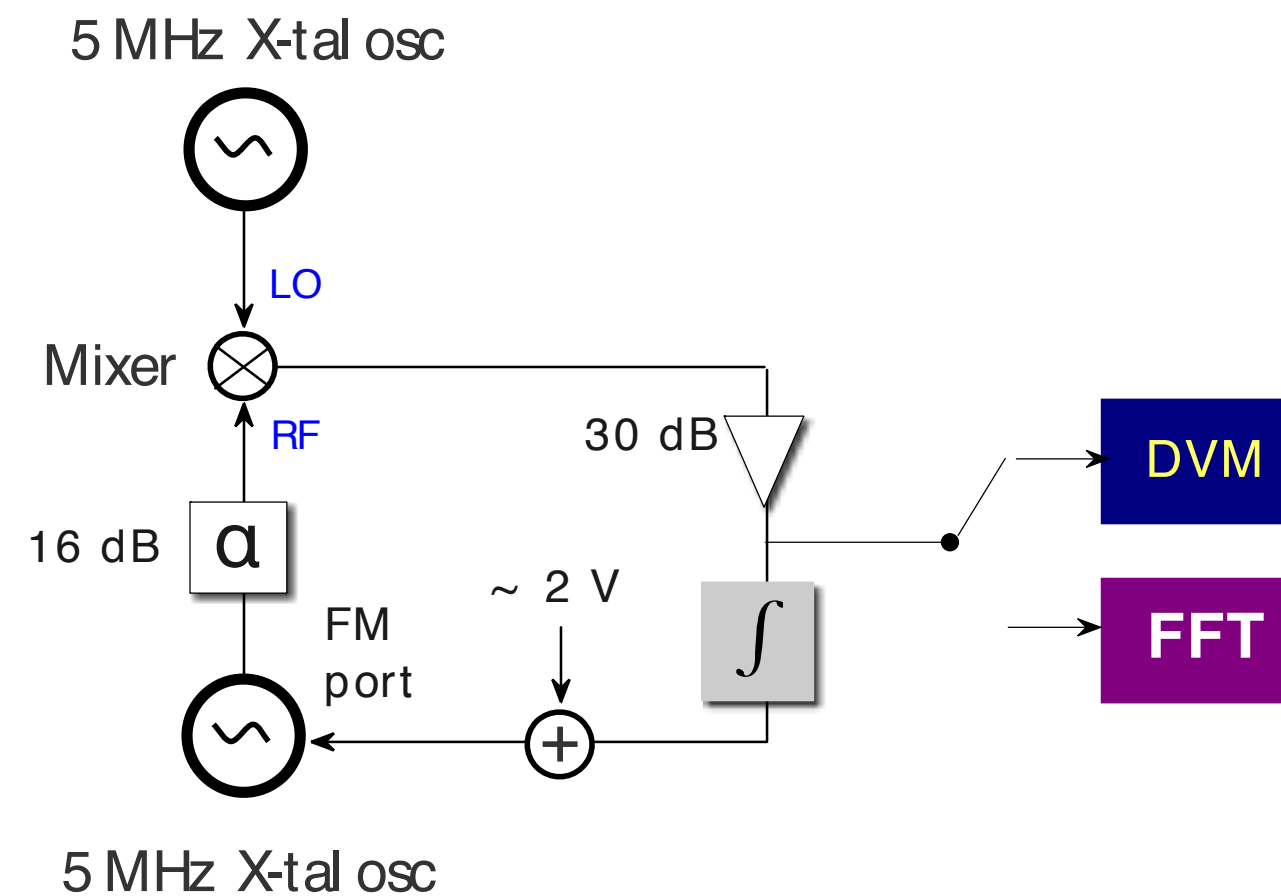 5 MHz X-tal osc
LO
Mixer
RF
30 dB
DVM
16 dB
α
~ 2 V
FM
port
∫
FFT
+
5 MHz X-tal osc